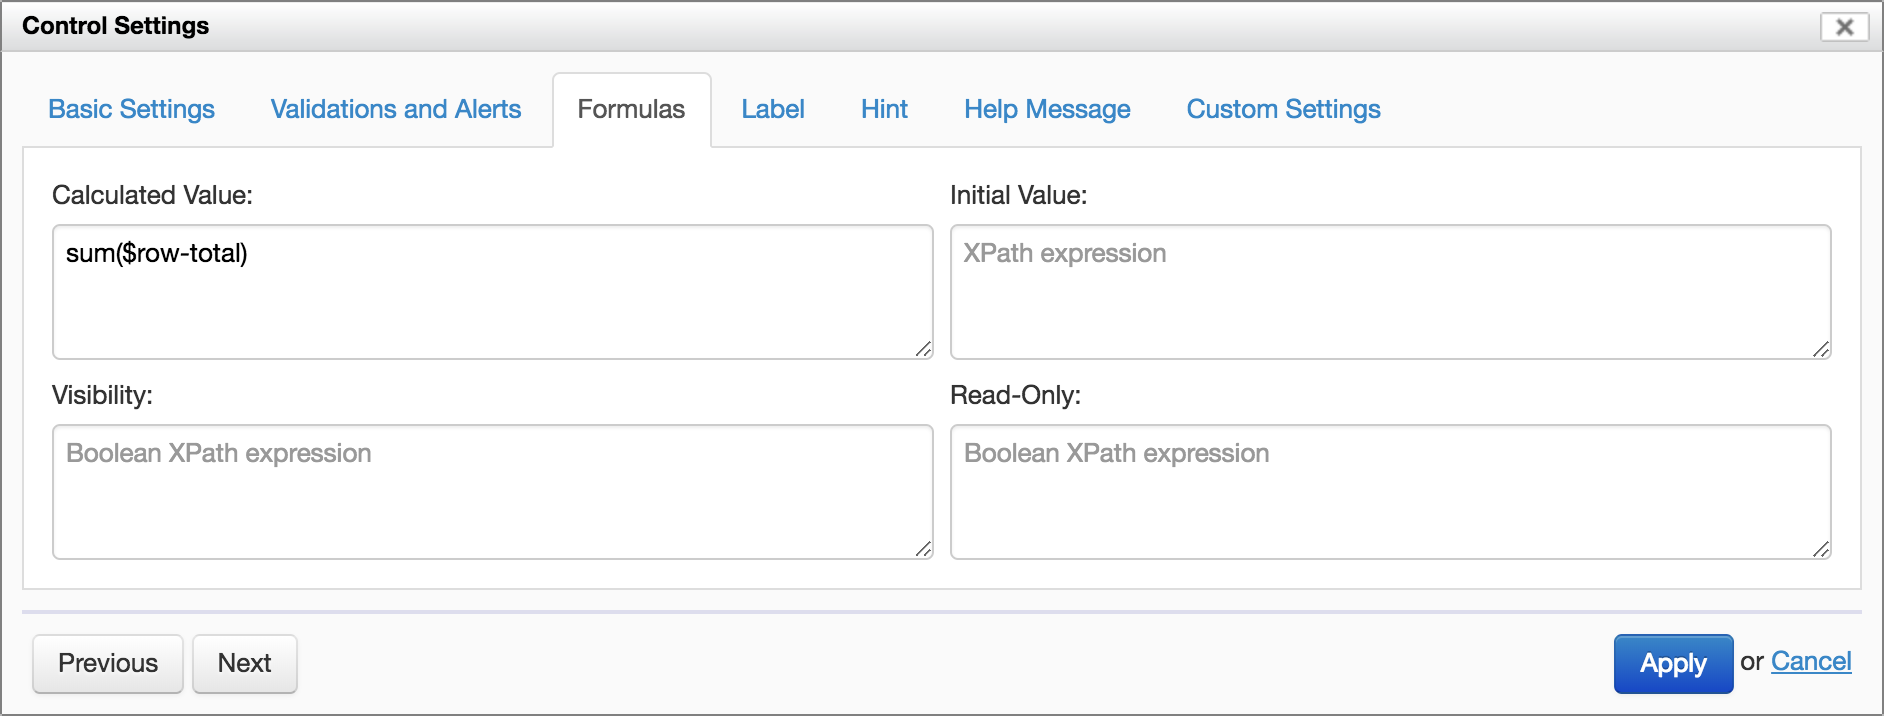 Control Settings
Basic Settings Validations and Alerts Formulas Label Hint Help Message Custom Settings
Calculated Value: Initial Value:
sum($row-total) XPath expression
Visibility: Read-Only:
Boolean XPath expression Boolean XPath expression
Previous Next Apply or Cancel